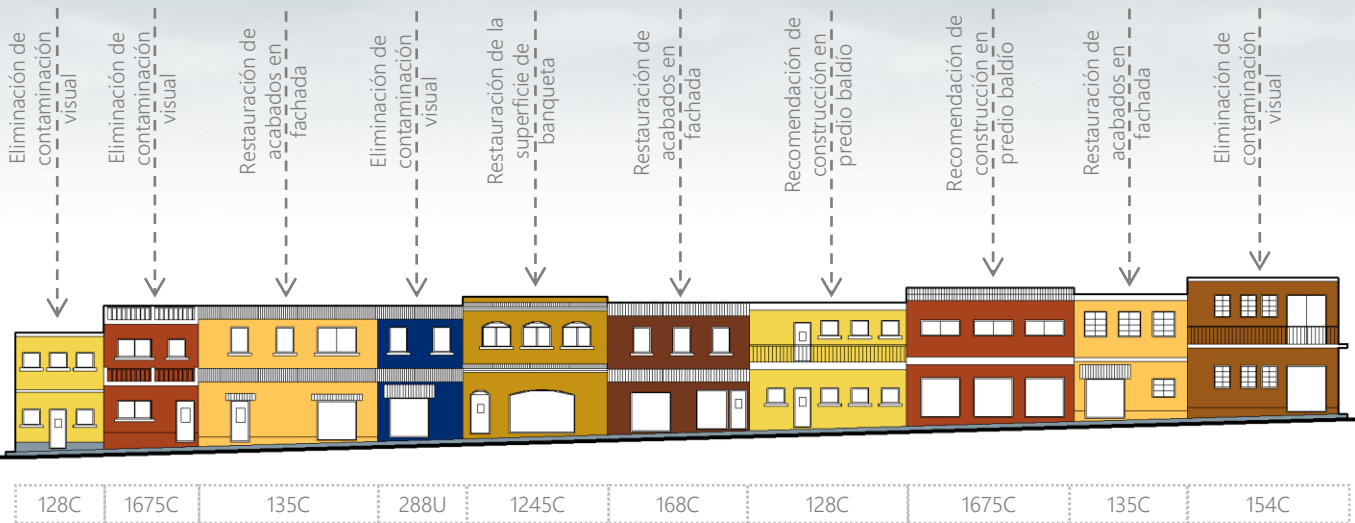 Eliminación de
contaminación
visual
Eliminación de
contaminación
visual
Restauración de
acabados en
fachada
Eliminación de
contaminación
visual
Restauración de la
superficie de
banqueta
Restauración de
acabados en
fachada
Recomendación de
construcción en
predio baldío
Recomendación de
construcción en
predio baldío
Restauración de
acabados en
fachada
Eliminación de
contaminación
visual
128C
1675C
135C
288U
1245C
168C
128C
1675C
135C
154C